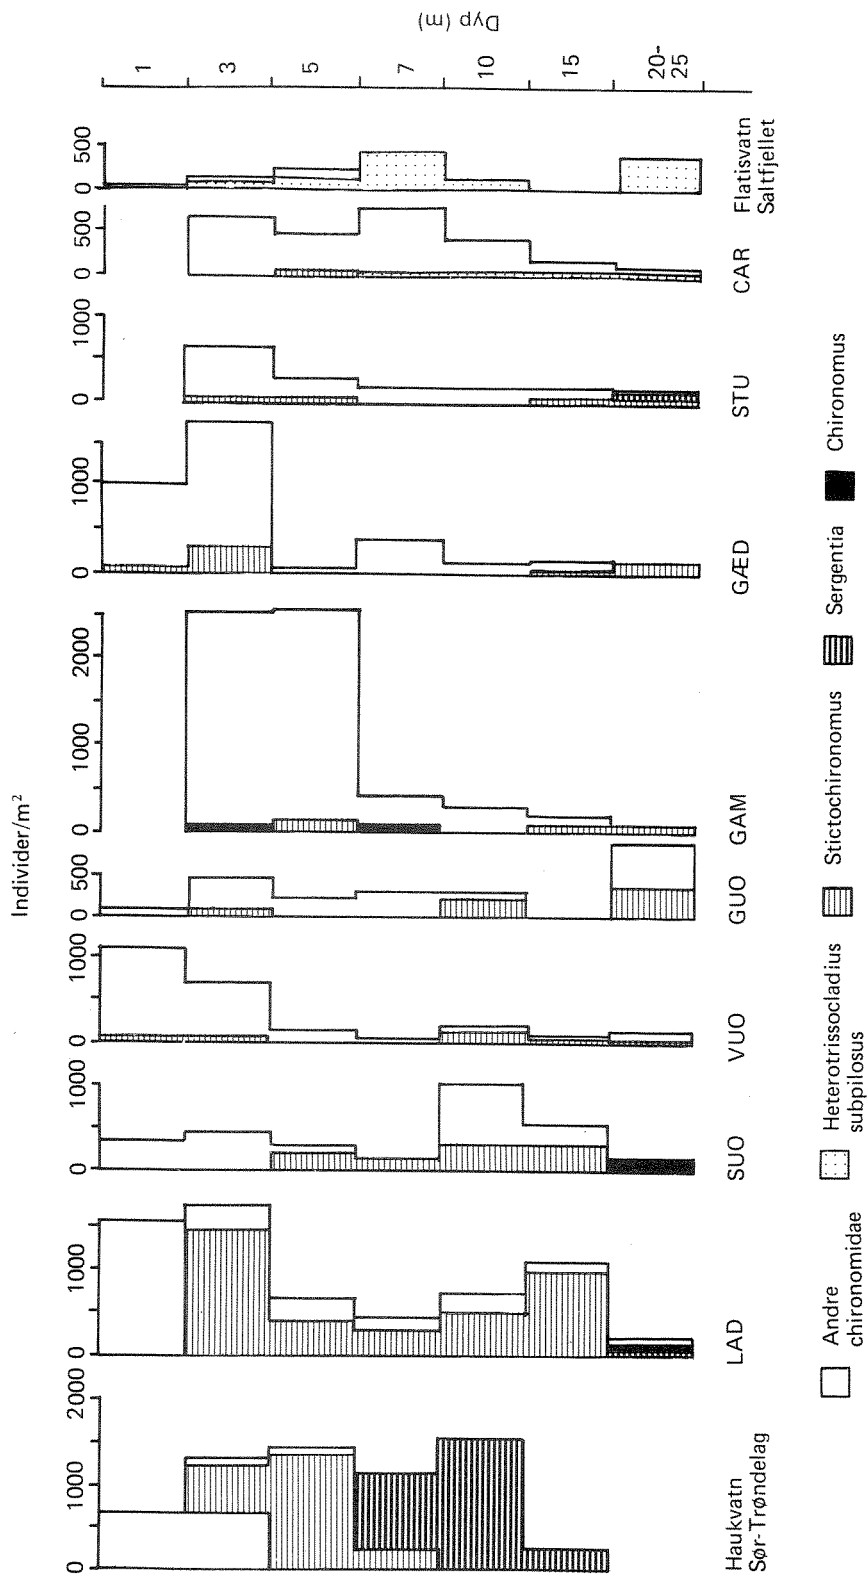 Individer/m²
0 1000 2000
0 1000
0 1000
0 1000
0 500
0 1000 2000
0 1000
0 1000
0 500
0 500
Dyp (m)
1
3
5
7
10
15
20-
25
Haukvatn
Sør-Trøndelag
LAD
SUO
VUO
GUO
GAM
GÆD
STU
CAR
Flatisvatn
Saltfjellet
Andre
chironomidae
Heterotrissocladius
subpilosus
Stictochironomus
Sergentia
Chironomus